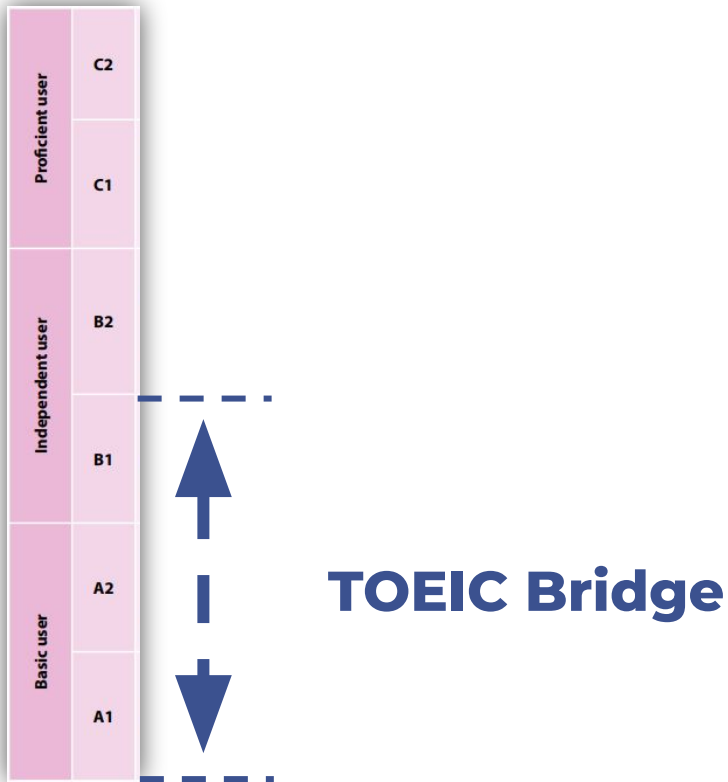 Proficient user
C2
C1
Independent user
B2
B1
Basic user
A2
A1
TOEIC Bridge